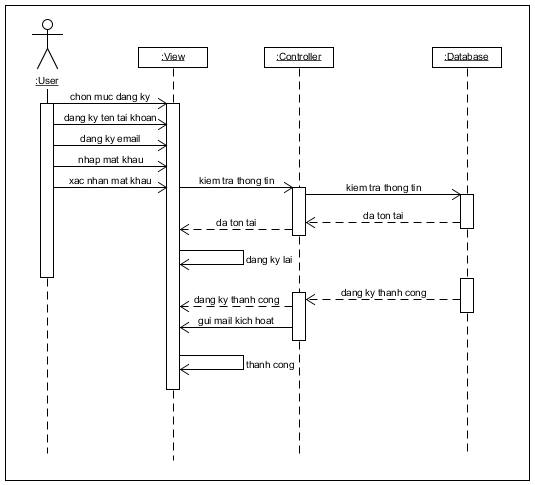 :View
:Controller
:Database
:User
chon muc dang ky
dang ky ten tai khoan
dang ky email
nhap mat khau
xac nhan mat khau
kiem tra thong tin
kiem tra thong tin
da ton tai
da ton tai
dang ky lai
dang ky thanh cong
dang ky thanh cong
gui mail kich hoat
thanh cong